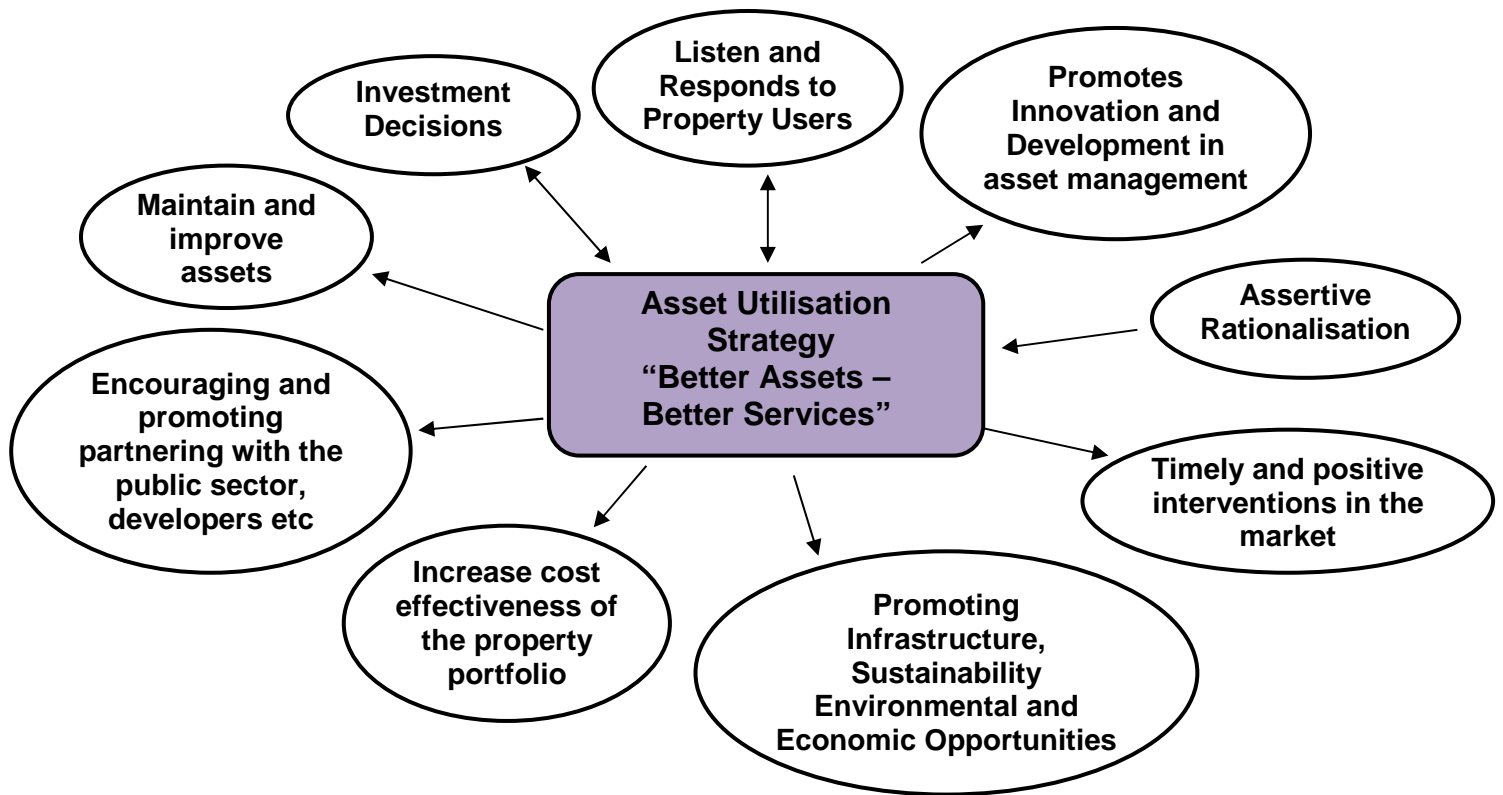 Listen and
Responds to
Property Users
Investment
Decisions
Promotes
Innovation and
Development in
asset management
Maintain and
improve
assets
Asset Utilisation
Strategy
“Better Assets –
Better Services”
Assertive
Rationalisation
Encouraging and
promoting
partnering with the
public sector,
developers etc
Timely and positive
interventions in the
market
Increase cost
effectiveness of
the property
portfolio
Promoting
Infrastructure,
Sustainability
Environmental and
Economic Opportunities